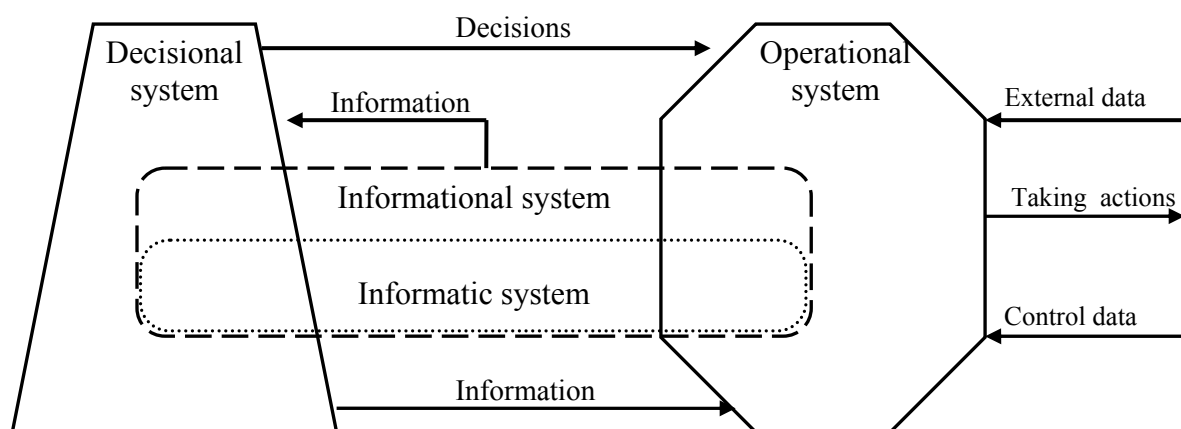 Decisions
Decisional
system
Operational
system
Information
External data
Informational system
Taking actions
Informatic system
Control data
Information